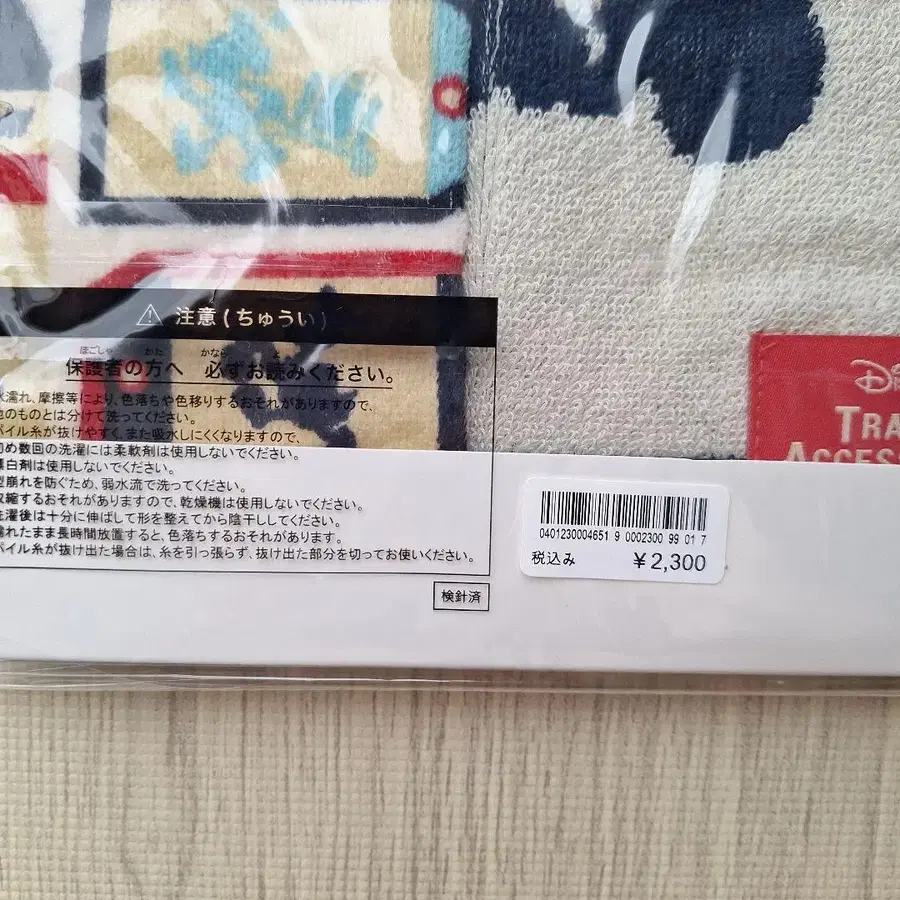 ⚠ 注意(ちゅうい)
ほごしゃ かた かなら よ
保護者の方へ 必ずお読みください。
水濡れ、摩擦等により、色落ちや色移りするおそれがありますので、
他のものとは分けて洗ってください。
パイル糸が抜けやすく、また吸水しにくくなりますので、
初め数回の洗濯には柔軟剤は使用しないでください。
漂白剤は使用しないでください。
型崩れを防ぐため、弱水流で洗ってください。
収縮するおそれがありますので、乾燥機は使用しないでください。
洗濯後は十分に伸ばして形を整えてから陰干ししてください。
濡れたまま長時間放置すると、色落ちするおそれがあります。
パイル糸が抜け出た場合は、糸を引っ張らず、抜け出た部分を切ってお使いください。
検針済
0401230004651 9 0002300 99 01 7
税込み ¥2,300
Dis
TRA
ACCESS